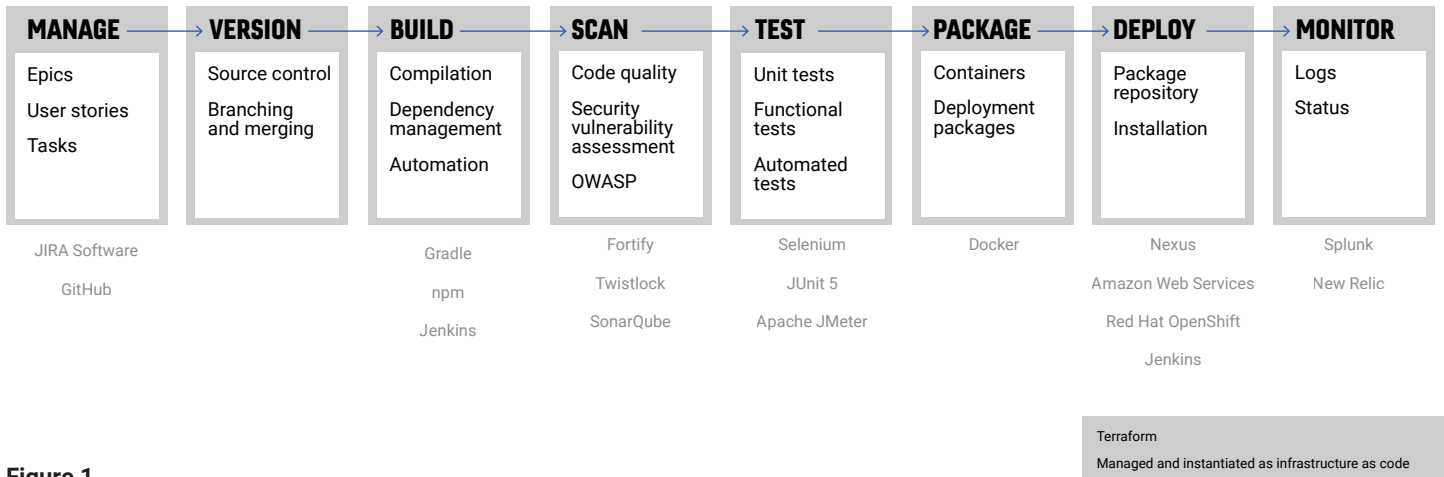 MANAGE
Epics
User stories
Tasks
JIRA Software
GitHub
VERSION
Source control
Branching
and merging
BUILD
Compilation
Dependency
management
Automation
Gradle
npm
Jenkins
SCAN
Code quality
Security
vulnerability
assessment
OWASP
Fortify
Twistlock
SonarQube
TEST
Unit tests
Functional
tests
Automated
tests
Selenium
JUnit 5
Apache JMeter
PACKAGE
Containers
Deployment
packages
Docker
DEPLOY
Package
repository
Installation
Nexus
Amazon Web Services
Red Hat OpenShift
Jenkins
MONITOR
Logs
Status
Splunk
New Relic
Terraform
Managed and instantiated as infrastructure as code
Figure 1